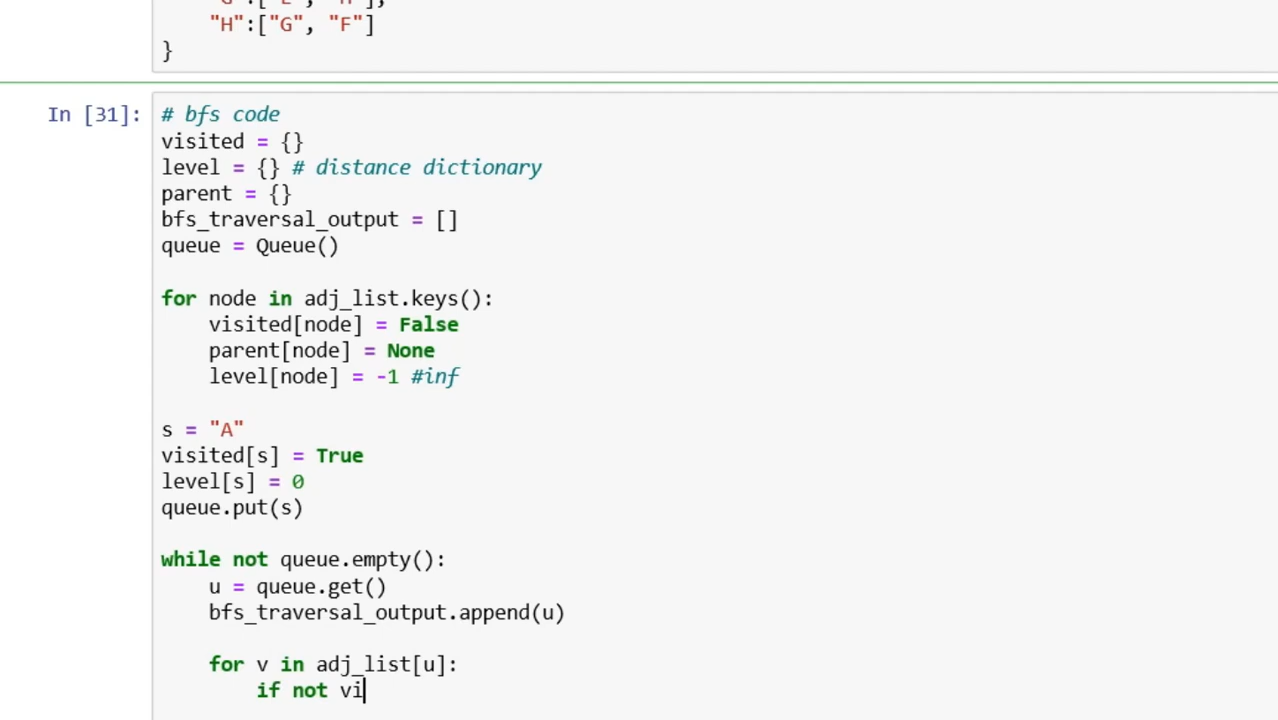 "H":["G", "F"]
}
In [31]:
# bfs code
visited = {}
level = {} # distance dictionary
parent = {}
bfs_traversal_output = []
queue = Queue()
for node in adj_list.keys():
visited[node] = False
parent[node] = None
level[node] = -1 #inf
s = "A"
visited[s] = True
level[s] = 0
queue.put(s)
while not queue.empty():
u = queue.get()
bfs_traversal_output.append(u)
for v in adj_list[u]:
if not vi